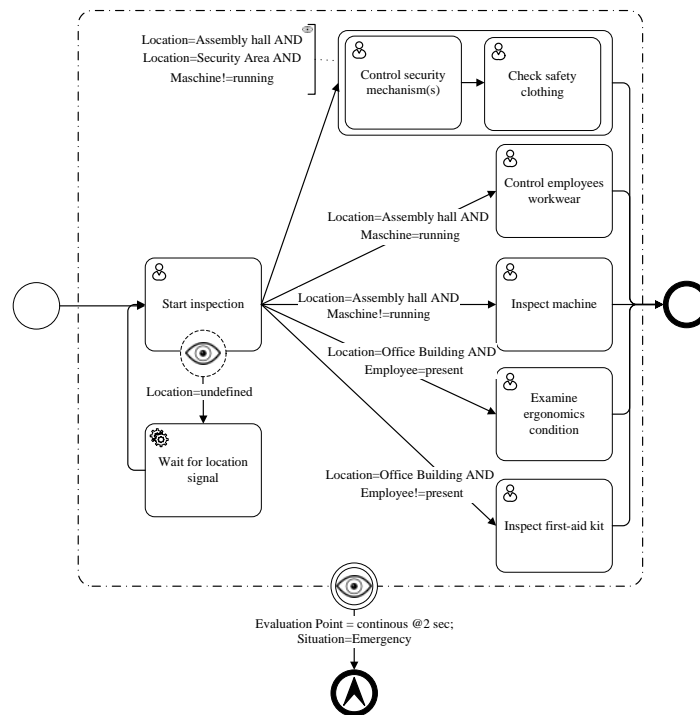 Location=Assembly hall AND
Location=Security Area AND
Maschine!=running
Control security
mechanism(s)
Check safety
clothing
Control employees
workwear
Location=Assembly hall AND
Maschine=running
Start inspection
Location=Assembly hall AND
Maschine!=running
Inspect machine
Location=Office Building AND
Employee=present
Location=undefined
Examine
ergonomics
condition
Wait for location
signal
Location=Office Building AND
Employee!=present
Inspect first-aid kit
Evaluation Point = continous @2 sec;
Situation=Emergency